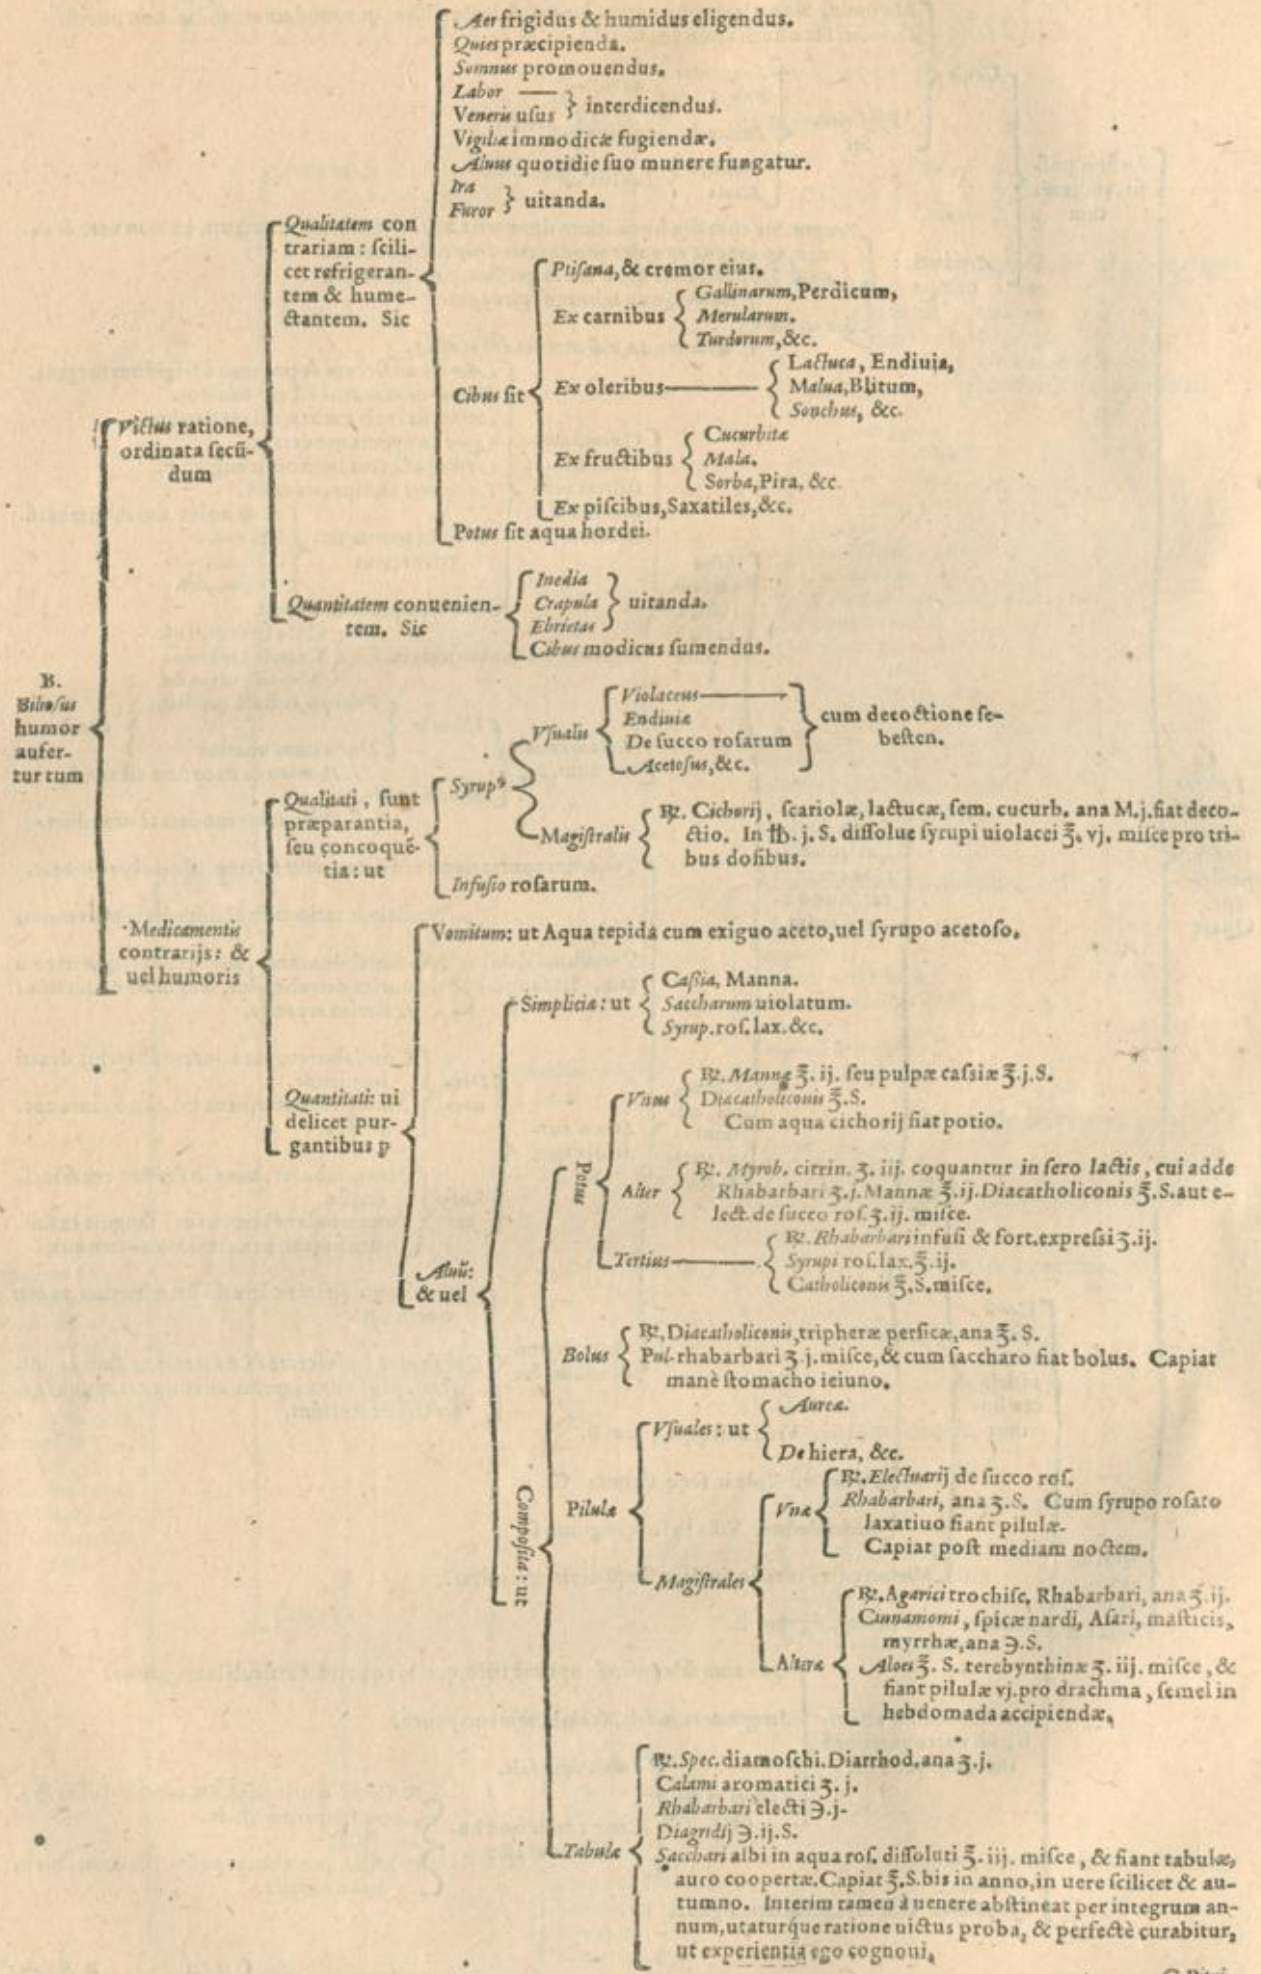 Aer frigidus & humidus eligendus.
Quies præcipienda.
Somnus promouendus.
Labor
Veneris uſus } interdicendus.
Vigiliæ immodicæ fugiendæ.
Aluus quotidie ſuo munere fungatur.
Ira
Furor } uitanda.
Qualitatem con
trariam: ſcili-
cet refrigeran-
tem & hume-
ctantem. Sic
Ptiſana, & cremor eius.
Ex carnibus
Gallinarum, Perdicum,
Merularum.
Turdorum, &c.
Cibus ſit
Ex oleribus
Lactuca, Endiuia,
Malua, Blitum,
Sonchus, &c.
Ex fructibus
Cucurbitæ
Mala.
Sorba, Pira, &c.
Ex piſcibus, Saxatiles, &c.
Potus ſit aqua hordei.
Victus ratione,
ordinata ſecũ-
dum
Quantitatem conuenien-
tem. Sic
Inedia
Crapula
Ebrietas } uitanda.
Cibus modicus ſumendus.
B.
Bilioſus
humor
aufer-
tur tum
Qualitati, ſunt
præparantia,
ſeu concoquẽ-
tia: ut
Syrupꝰ
Vſualis
Violaceus
Endiuiæ
De ſucco roſarum
Acetoſus, &c.
cum decoctione ſe-
beſten.
Magiſtralis
℞. Cichorij, ſcariolæ, lactucæ, ſem. cucurb. ana M.j. fiat deco-
ctio. In ℔. j. S. diſſolue ſyrupi uiolacei ℥. vj. miſce pro tri-
bus doſibus.
Infuſio roſarum.
Medicamentis
contrarijs: &
uel humoris
Vomitum: ut Aqua tepida cum exiguo aceto, uel ſyrupo acetoſo.
Simplicia: ut
Caſſia, Manna.
Saccharum uiolatum.
Syrup. roſ. lax. &c.
Quantitati: ui
delicet pur-
gantibus p
Potus
Vnus
℞. Mannæ ℥. ij. ſeu pulpæ caſsiæ ℥.j.S.
Diacatholiconis ℥.S.
Cum aqua cichorij fiat potio.
Alter
℞. Myrob. citrin. ʒ. iij. coquantur in ſero lactis, cui adde
Rhabarbari ʒ.j. Mannæ ℥.ij. Diacatholiconis ℥.S. aut e-
lect. de ſucco roſ. ʒ.ij. miſce.
Tertius
℞. Rhabarbari infuſi & fort. expreſſi ʒ.ij.
Syrupi roſ. lax. ℥.ij.
Catholiconis ℥.S. miſce.
Aluũ:
& uel
Bolus
℞. Diacatholiconis, tripheræ perſicæ, ana ℥. S.
Pul. rhabarbari ʒ.j. miſce, & cum ſaccharo fiat bolus. Capiat
manè ſtomacho ieiuno.
Compoſita: ut
Pilulæ
Vſuales: ut
Aureæ.
De hiera, &c.
Magiſtrales
Vnæ
℞. Electuarij de ſucco roſ.
Rhabarbari, ana ʒ.S. Cum ſyrupo roſato
laxatiuo fiant pilulæ.
Capiat poſt mediam noctem.
Alteræ
℞. Agarici trochiſc. Rhabarbari, ana ʒ.ij.
Cinnamomi, ſpicæ nardi, Aſari, maſticis,
myrrhæ, ana ℈.S.
Aloes ℥. S. terebynthinæ ʒ. iij. miſce, &
fiant pilulæ vj. pro drachma, ſemel in
hebdomada accipiendæ.
Tabulæ
℞. Spec. diamoſchi. Diarrhod. ana ʒ.j.
Calami aromatici ʒ. j.
Rhabarbari electi ℈.j.
Diagridij ℈.ij.S.
Sacchari albi in aqua roſ. diſſoluti ℥. iij. miſce, & fiant tabulæ,
auro coopertæ. Capiat ℥.S. bis in anno, in uere ſcilicet & au-
tumno. Interim tamen à uenere abſtineat per integrum an-
num, utaturque ratione uictus proba, & perfectè curabitur,
ut experientia ego cognoui.